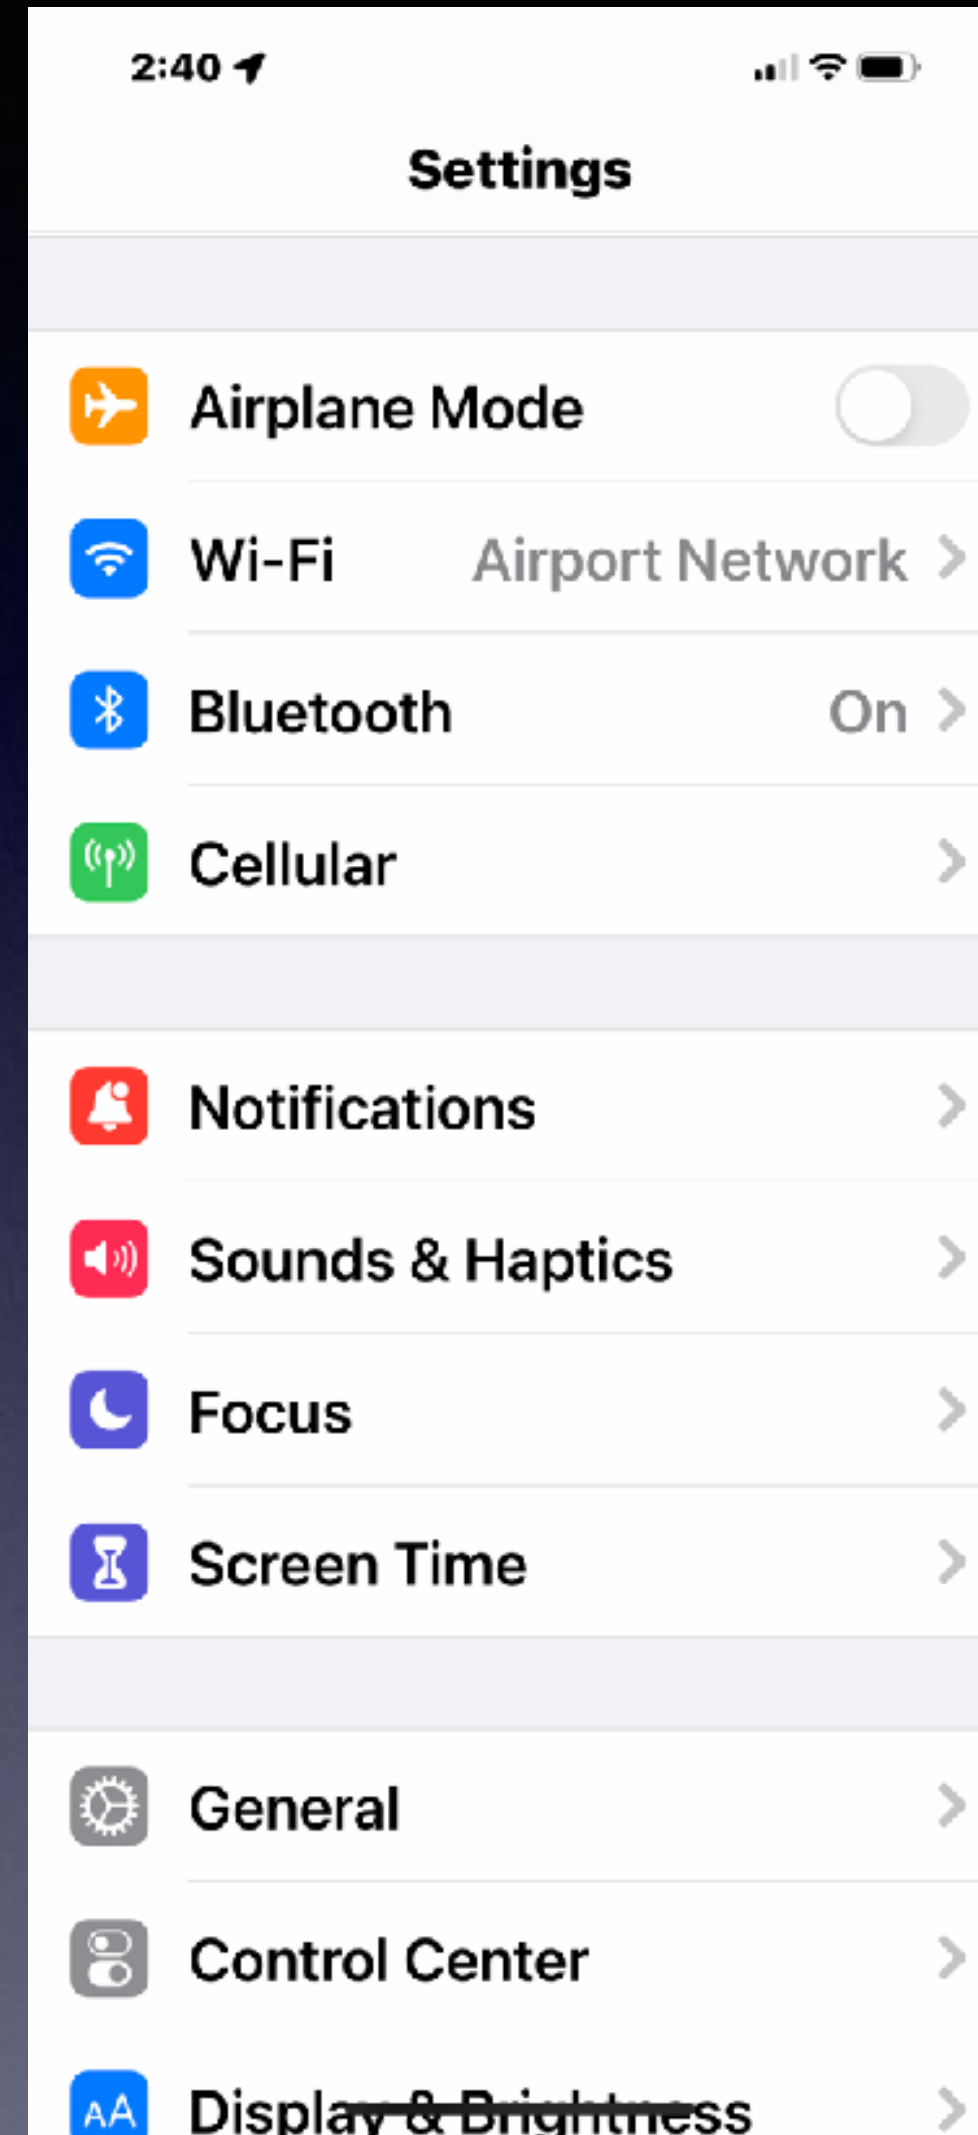 2:40
Settings
Airplane Mode
Wi-Fi Airport Network
Bluetooth On
Cellular
Notifications
Sounds & Haptics
Focus
Screen Time
General
Control Center
AA Display & Brightness